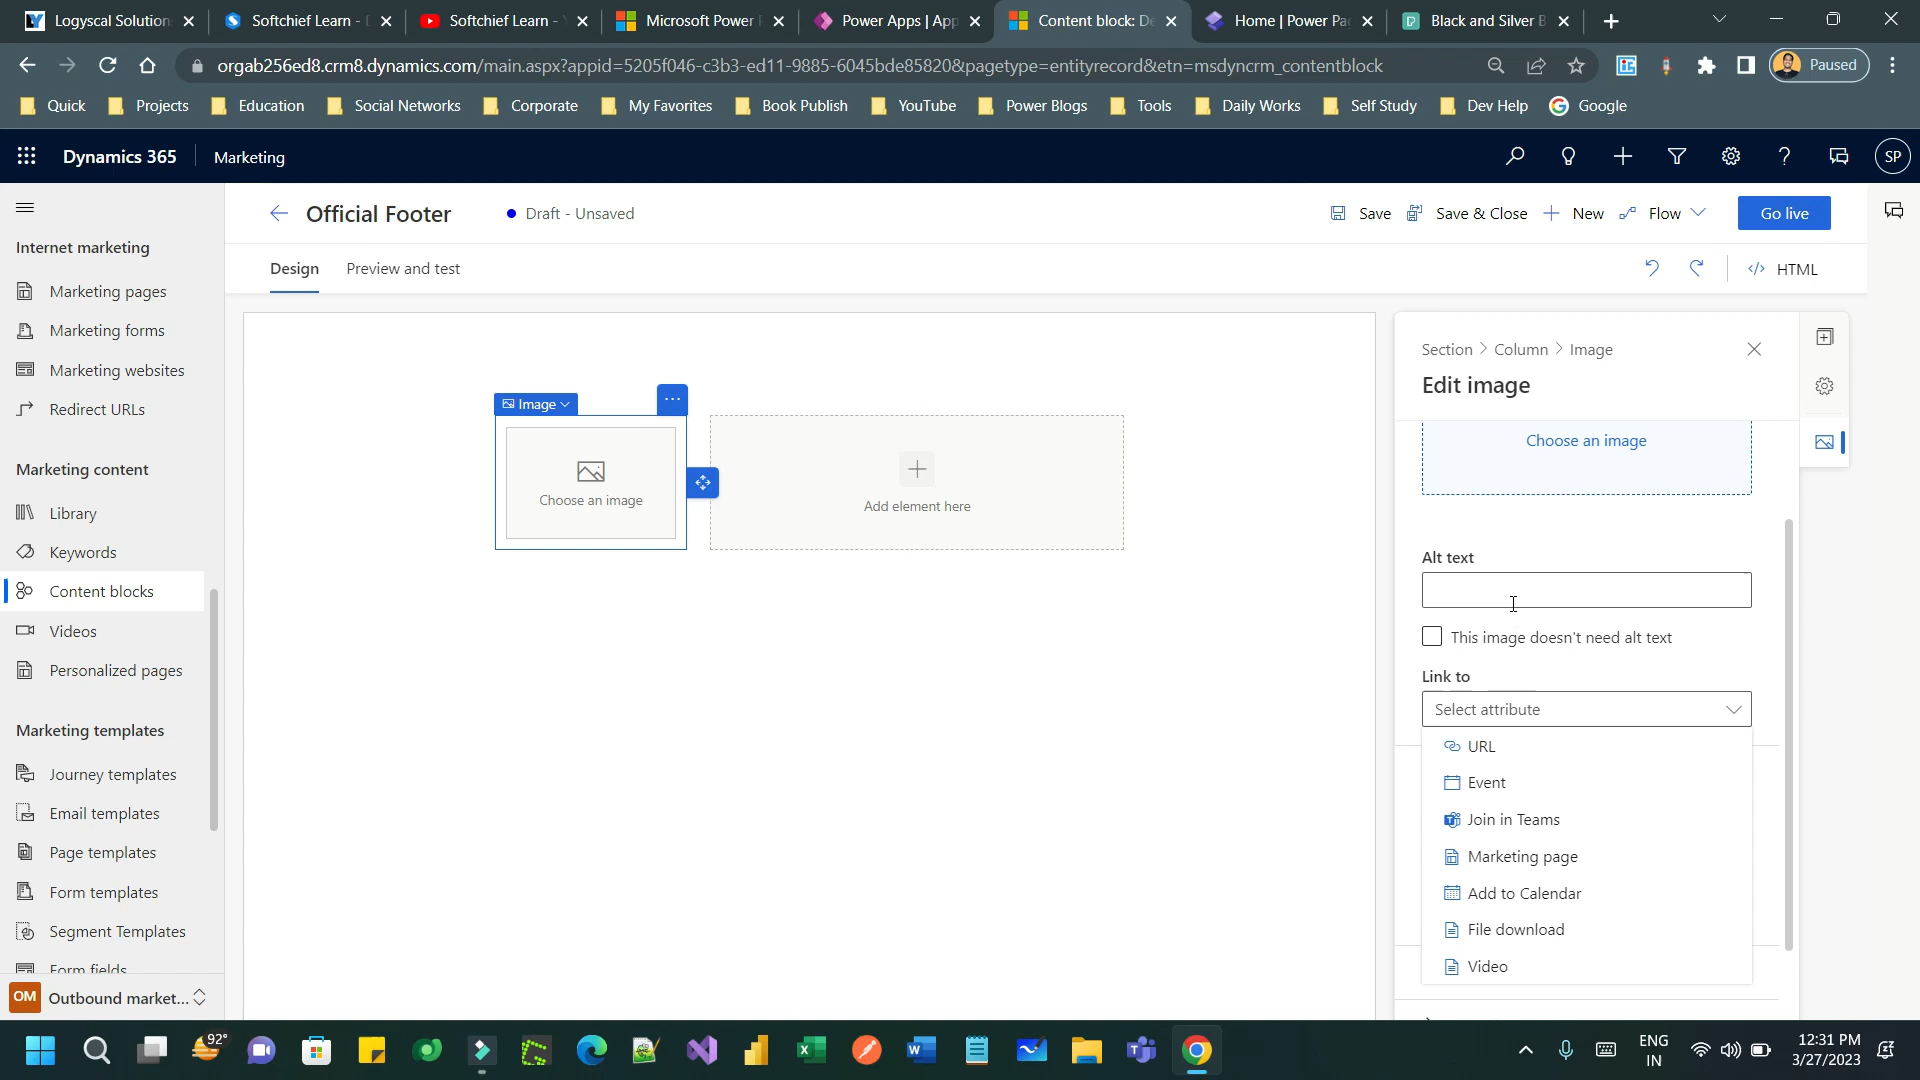 Logyscal Solution
Softchief Learn - D
Softchief Learn - Y
Microsoft Power P
Power Apps | App
Content block: De
Home | Power Pa
Black and Silver B
orgab256ed8.crm8.dynamics.com/main.aspx?appid=5205f046-c3b3-ed11-9885-6045bde85820&pagetype=entityrecord&etn=msdyncrm_contentblock
Paused
Quick
Projects
Education
Social Networks
Corporate
My Favorites
Book Publish
YouTube
Power Blogs
Tools
Daily Works
Self Study
Dev Help
Google
Dynamics 365
Marketing
SP
Official Footer
Draft - Unsaved
Save
Save & Close
New
Flow
Go live
Design
Preview and test
HTML
Internet marketing
Marketing pages
Marketing forms
Marketing websites
Redirect URLs
Marketing content
Library
Keywords
Content blocks
Videos
Personalized pages
Marketing templates
Journey templates
Email templates
Page templates
Form templates
Segment Templates
Form fields
OM
Outbound market...
Image
Choose an image
Add element here
Section > Column > Image
Edit image
Choose an image
Alt text
This image doesn't need alt text
Link to
Select attribute
URL
Event
Join in Teams
Marketing page
Add to Calendar
File download
Video
92°
ENG
IN
12:31 PM
3/27/2023